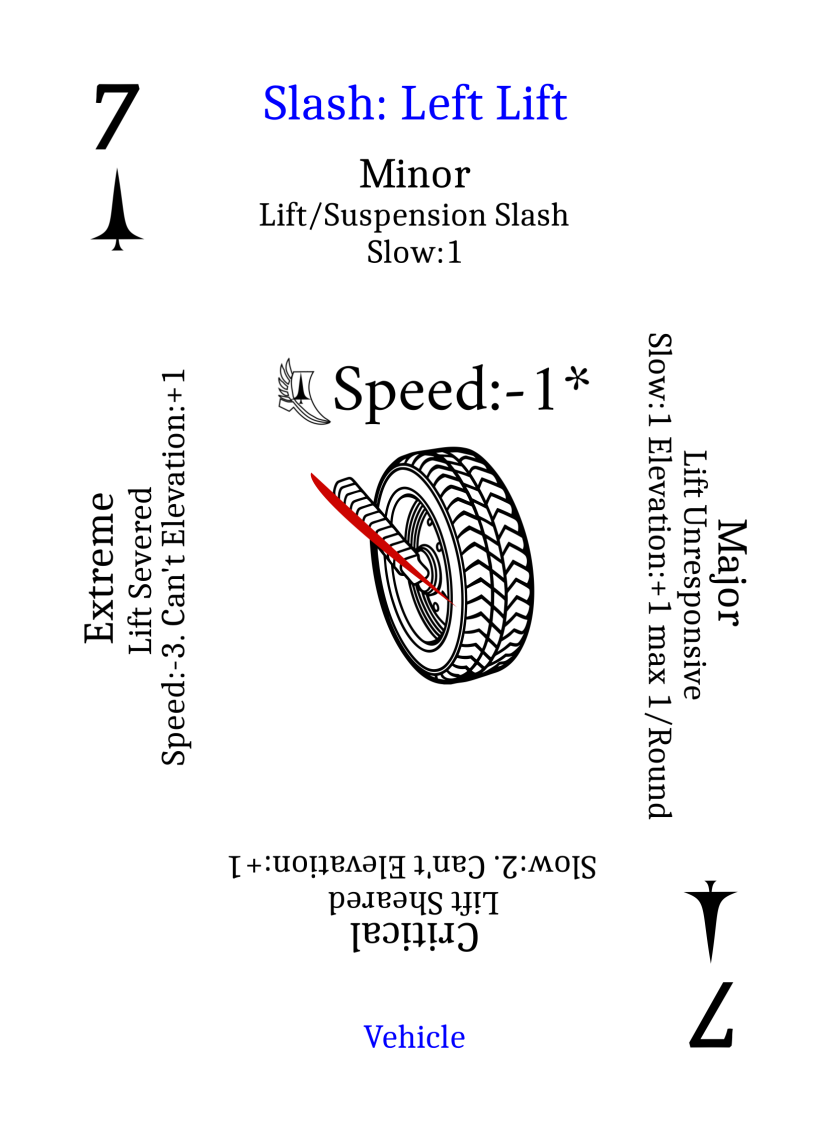 7
Slash: Left Lift
Minor
Lift/Suspension Slash
Slow:1
Speed:-1*
Major
Lift Unresponsive
Slow:1 Elevation:+1 max 1/Round
Extreme
Lift Severed
Speed:-3. Can't Elevation:+1
Critical
Lift Sheared
Slow:2. Can't Elevation:+1
Vehicle
7